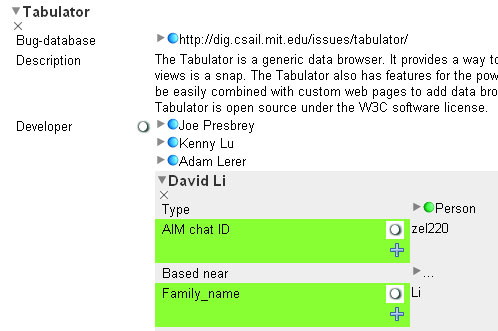 Tabulator
Bug-database http://dig.csail.mit.edu/issues/tabulator/
Description The Tabulator is a generic data browser. It provides a way to
views is a snap. The Tabulator also has features for the pow
be easily combined with custom web pages to add data bro
Tabulator is open source under the W3C software license.
Developer Joe Presbrey
Kenny Lu
Adam Lerer
David Li
Type Person
AIM chat ID zel220
Based near ...
Family_name Li